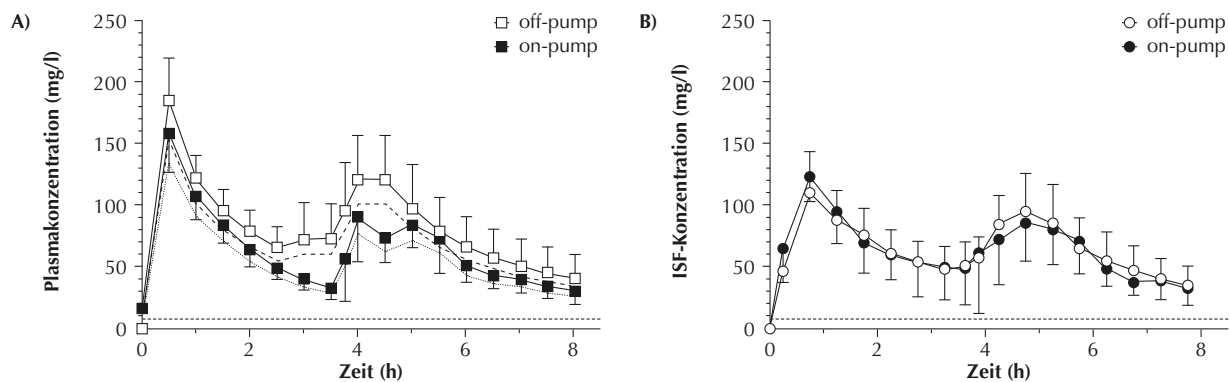 A)
off-pump
on-pump
Plasmakonzentration (mg/l)
250
200
150
100
50
0
0 2 4 6 8
Zeit (h)
B)
off-pump
on-pump
ISF-Konzentration (mg/l)
250
200
150
100
50
0
0 2 4 6 8
Zeit (h)